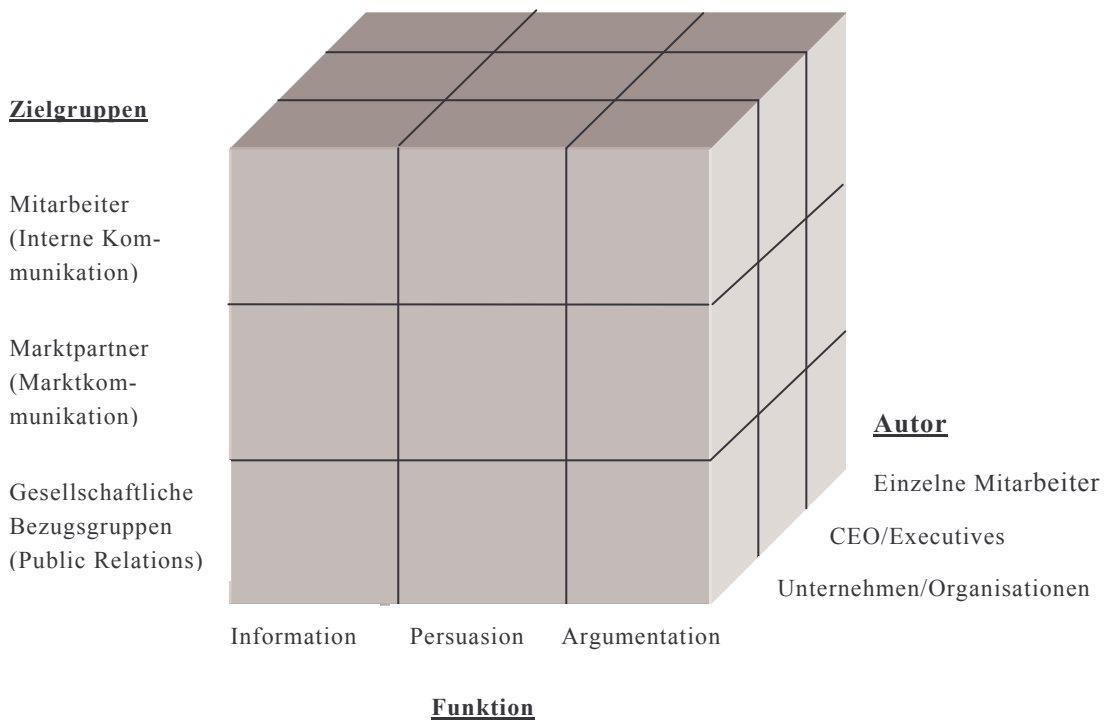 Zielgruppen
Mitarbeiter
(Interne Kom-
munikation)
Marktpartner
(Marktkom-
munikation)
Gesellschaftliche
Bezugsgruppen
(Public Relations)
Autor
Einzelne Mitarbeiter
CEO/Executives
Unternehmen/Organisationen
Information Persuasion Argumentation
Funktion